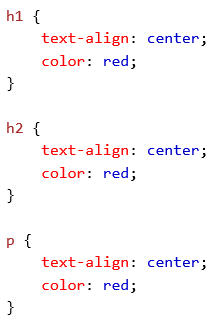 h1 {
    text-align: center;
    color: red;
}

h2 {
    text-align: center;
    color: red;
}

p {
    text-align: center;
    color: red;
}